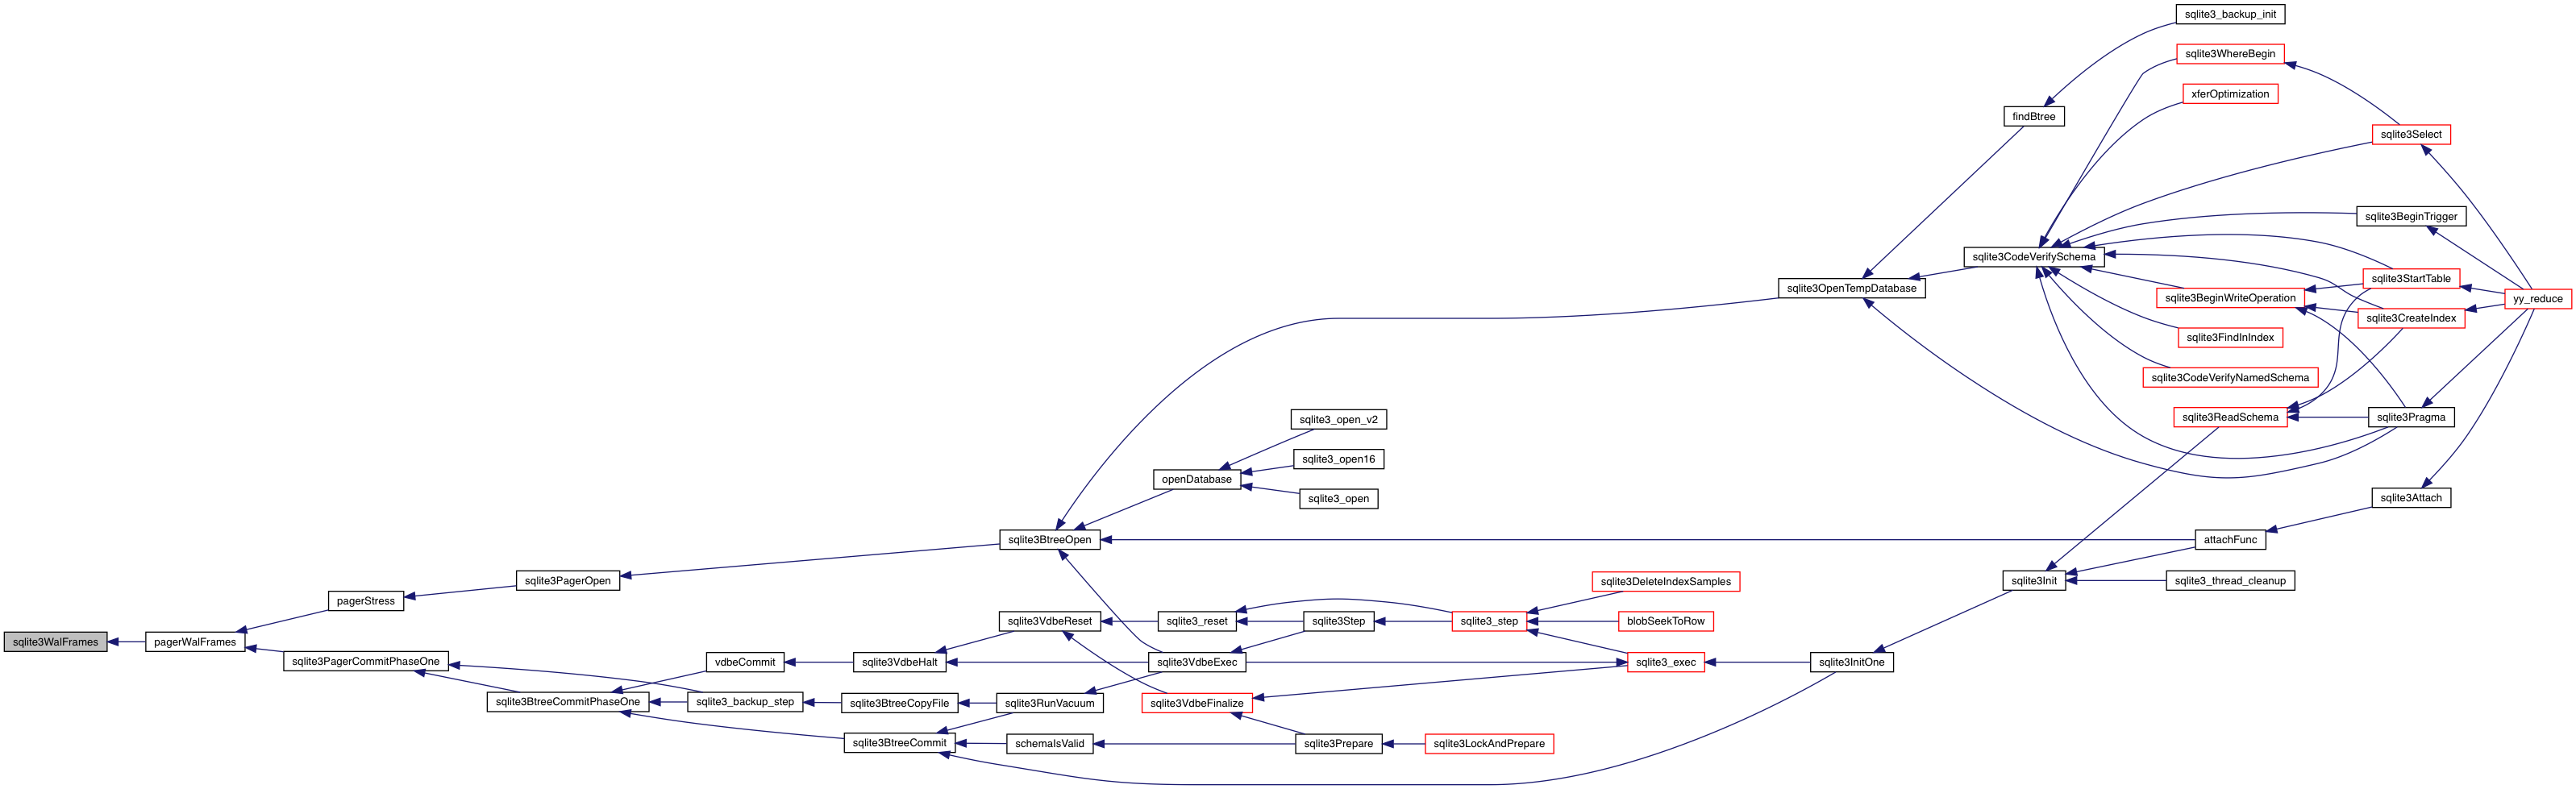 sqlite3WalFrames
pagerWalFrames
pagerStress
sqlite3PagerCommitPhaseOne
sqlite3PagerOpen
sqlite3BtreeCommitPhaseOne
vdbeCommit
sqlite3_backup_step
sqlite3VdbeHalt
sqlite3BtreeCopyFile
sqlite3BtreeCommit
sqlite3BtreeOpen
sqlite3VdbeReset
sqlite3RunVacuum
schemaIsValid
openDatabase
sqlite3_reset
sqlite3VdbeExec
sqlite3VdbeFinalize
sqlite3_open_v2
sqlite3_open16
sqlite3_open
sqlite3Step
sqlite3Prepare
sqlite3_step
sqlite3LockAndPrepare
sqlite3DeleteIndexSamples
blobSeekToRow
sqlite3_exec
sqlite3OpenTempDatabase
sqlite3InitOne
findBtree
sqlite3CodeVerifySchema
sqlite3Init
sqlite3_backup_init
sqlite3WhereBegin
xferOptimization
sqlite3BeginWriteOperation
sqlite3FindInIndex
sqlite3CodeVerifyNamedSchema
sqlite3ReadSchema
attachFunc
sqlite3_thread_cleanup
sqlite3Select
sqlite3BeginTrigger
sqlite3StartTable
sqlite3CreateIndex
sqlite3Pragma
sqlite3Attach
yy_reduce